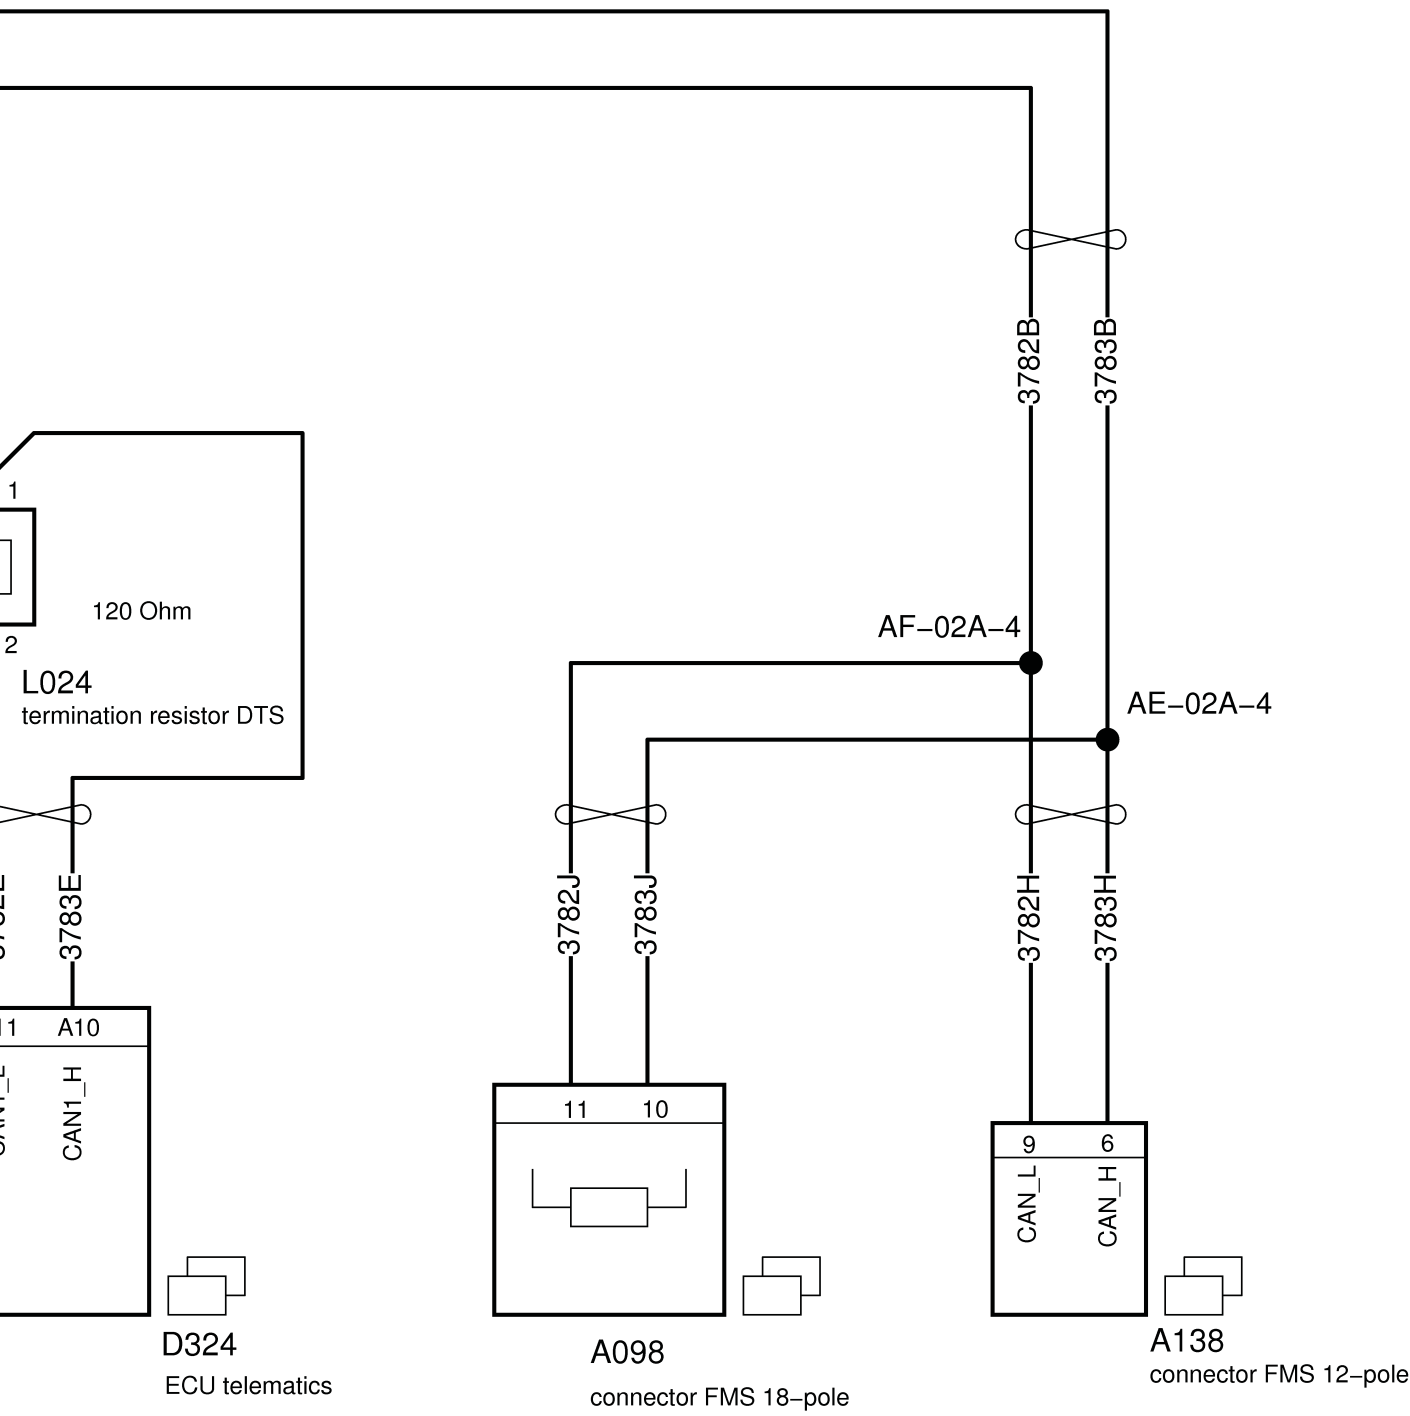 3782B
3783B
1
120 Ohm
2
L024
termination resistor DTS
AF−02A−4
AE−02A−4
3783E
3782J
3783J
3782H
3783H
A10
CAN1_H
11
10
9
6
CAN_L
CAN_H
D324
ECU telematics
A098
connector FMS 18−pole
A138
connector FMS 12−pole